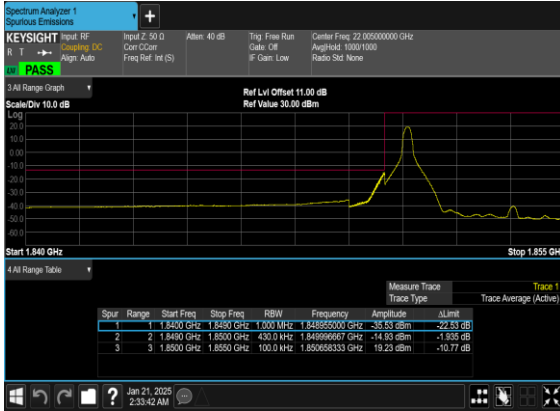 Spectrum Analyzer 1
Spurious Emissions
+
KEYSIGHT Input: RF Input Z: 50 Ω Atten: 40 dB Trig: Free Run Center Freq: 22.005000000 GHz
R T Coupling: DC Corr CCorr Gate: Off Avg|Hold: 1000/1000
Align: Auto Freq Ref: Int (S) IF Gain: Low Radio Std: None
PASS
3 All Range Graph
Ref Lvl Offset 11.00 dB
Scale/Div 10.0 dB Ref Value 30.00 dBm
Log
20.0
10.0
0.00
-10.0
-20.0
-30.0
-40.0
-50.0
-60.0
Start 1.840 GHz Stop 1.855 GH
4 All Range Table
Measure Trace Trace 1
Trace Type Trace Average (Active)
Spur Range Start Freq Stop Freq RBW Frequency Amplitude ΔLimit
1 1 1.8400 GHz 1.8490 GHz 1.000 MHz 1.848955000 GHz -35.53 dBm -22.53 dB
2 2 1.8490 GHz 1.8500 GHz 430.0 kHz 1.849996667 GHz -14.93 dBm -1.935 dB
3 3 1.8500 GHz 1.8550 GHz 100.0 kHz 1.850658333 GHz 19.23 dBm -10.77 dB
?
Jan 21, 2025
2:33:42 AM